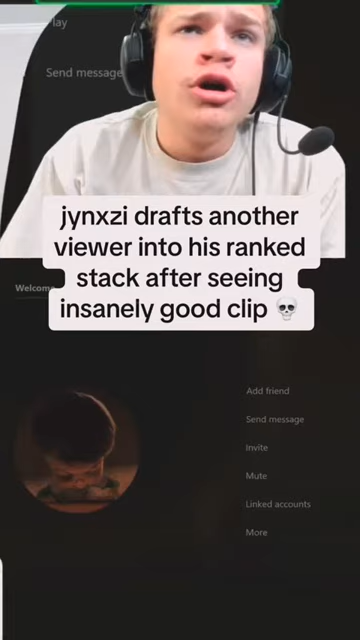 lay
Send message
jynxzi drafts another
viewer into his ranked
stack after seeing
insanely good clip 💀
Welcome
Add friend
Send message
Invite
Mute
Linked accounts
More